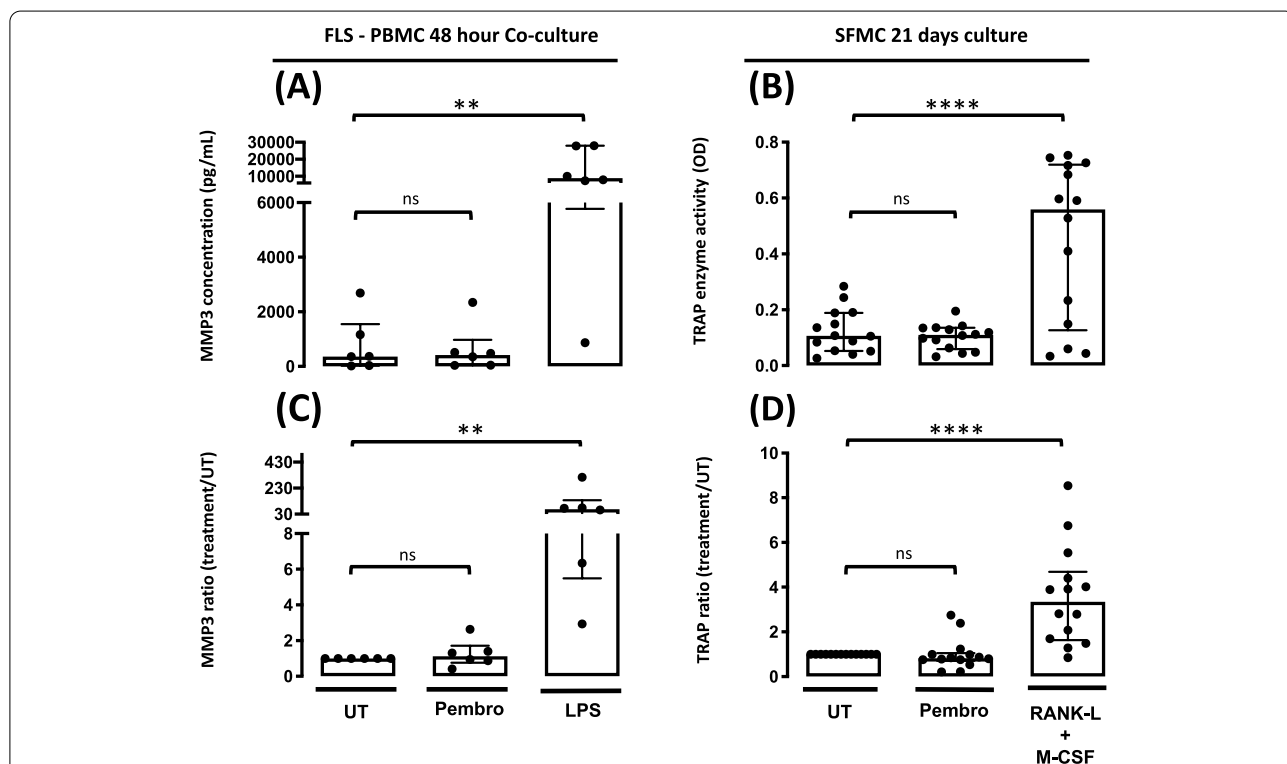 FLS - PBMC 48 hour Co-culture
SFMC 21 days culture
(A)
**
MMP3 concentration (pg/mL)
30000
20000
10000
6000
4000
2000
0
ns
(B)
****
TRAP enzyme activity (OD)
0.8
0.6
0.4
0.2
0.0
ns
(C)
**
MMP3 ratio (treatment/UT)
430
230
30
8
6
4
2
0
ns
UT
Pembro
LPS
(D)
****
TRAP ratio (treatment/UT)
10
8
6
4
2
0
ns
UT
Pembro
RANK-L
+
M-CSF